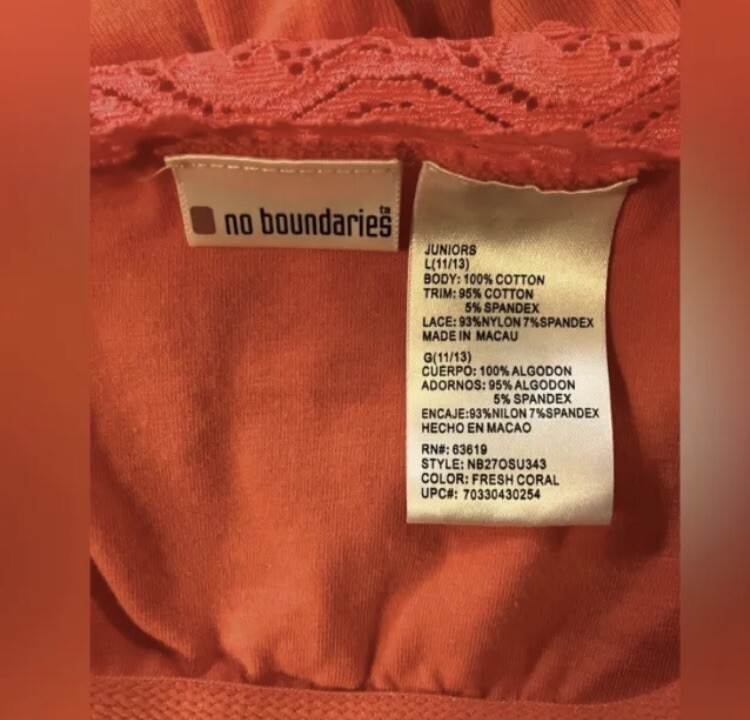 no boundaries™
JUNIORS
L(11/13)
BODY: 100% COTTON
TRIM: 95% COTTON
5% SPANDEX
LACE: 93%NYLON 7%SPANDEX
MADE IN MACAU
G(11/13)
CUERPO: 100% ALGODON
ADORNOS: 95% ALGODON
5% SPANDEX
ENCAJE:93%NILON 7%SPANDEX
HECHO EN MACAO
RN#: 63619
STYLE: NB27OSU343
COLOR: FRESH CORAL
UPC#: 70330430254